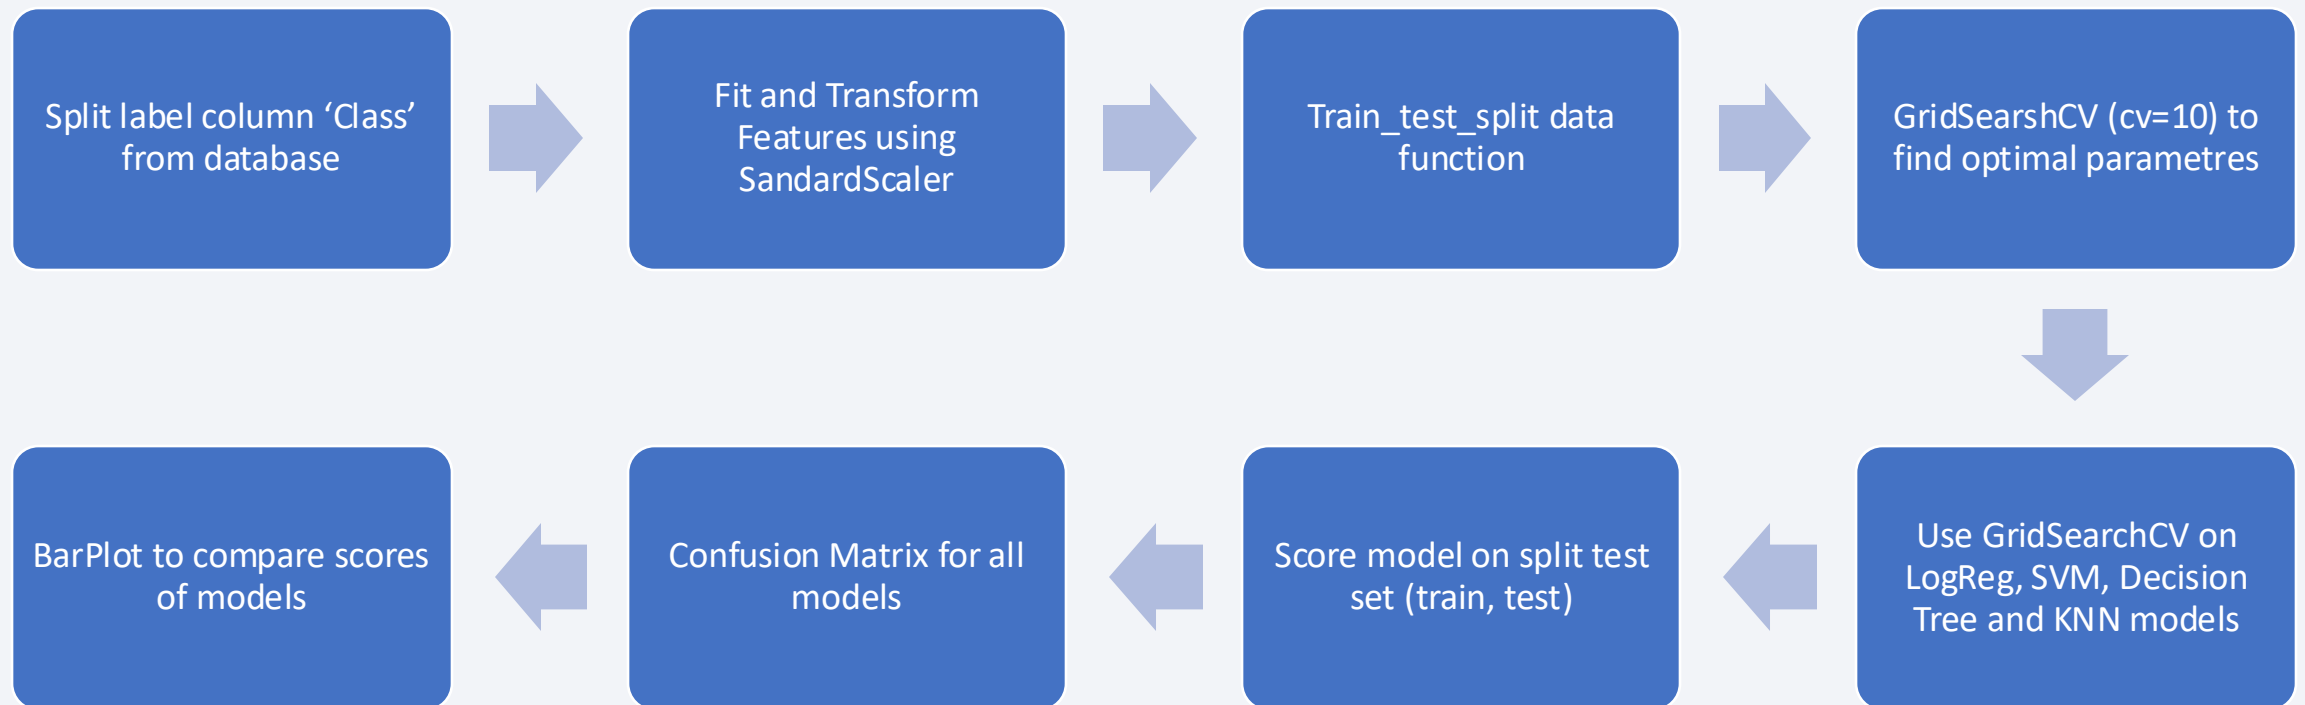 Split label column ‘Class’
from database
Fit and Transform
Features using
SandardScaler
Train_test_split data
function
GridSearshCV (cv=10) to
find optimal parametres
Use GridSearchCV on
LogReg, SVM, Decision
Tree and KNN models
Score model on split test
set (train, test)
Confusion Matrix for all
models
BarPlot to compare scores
of models